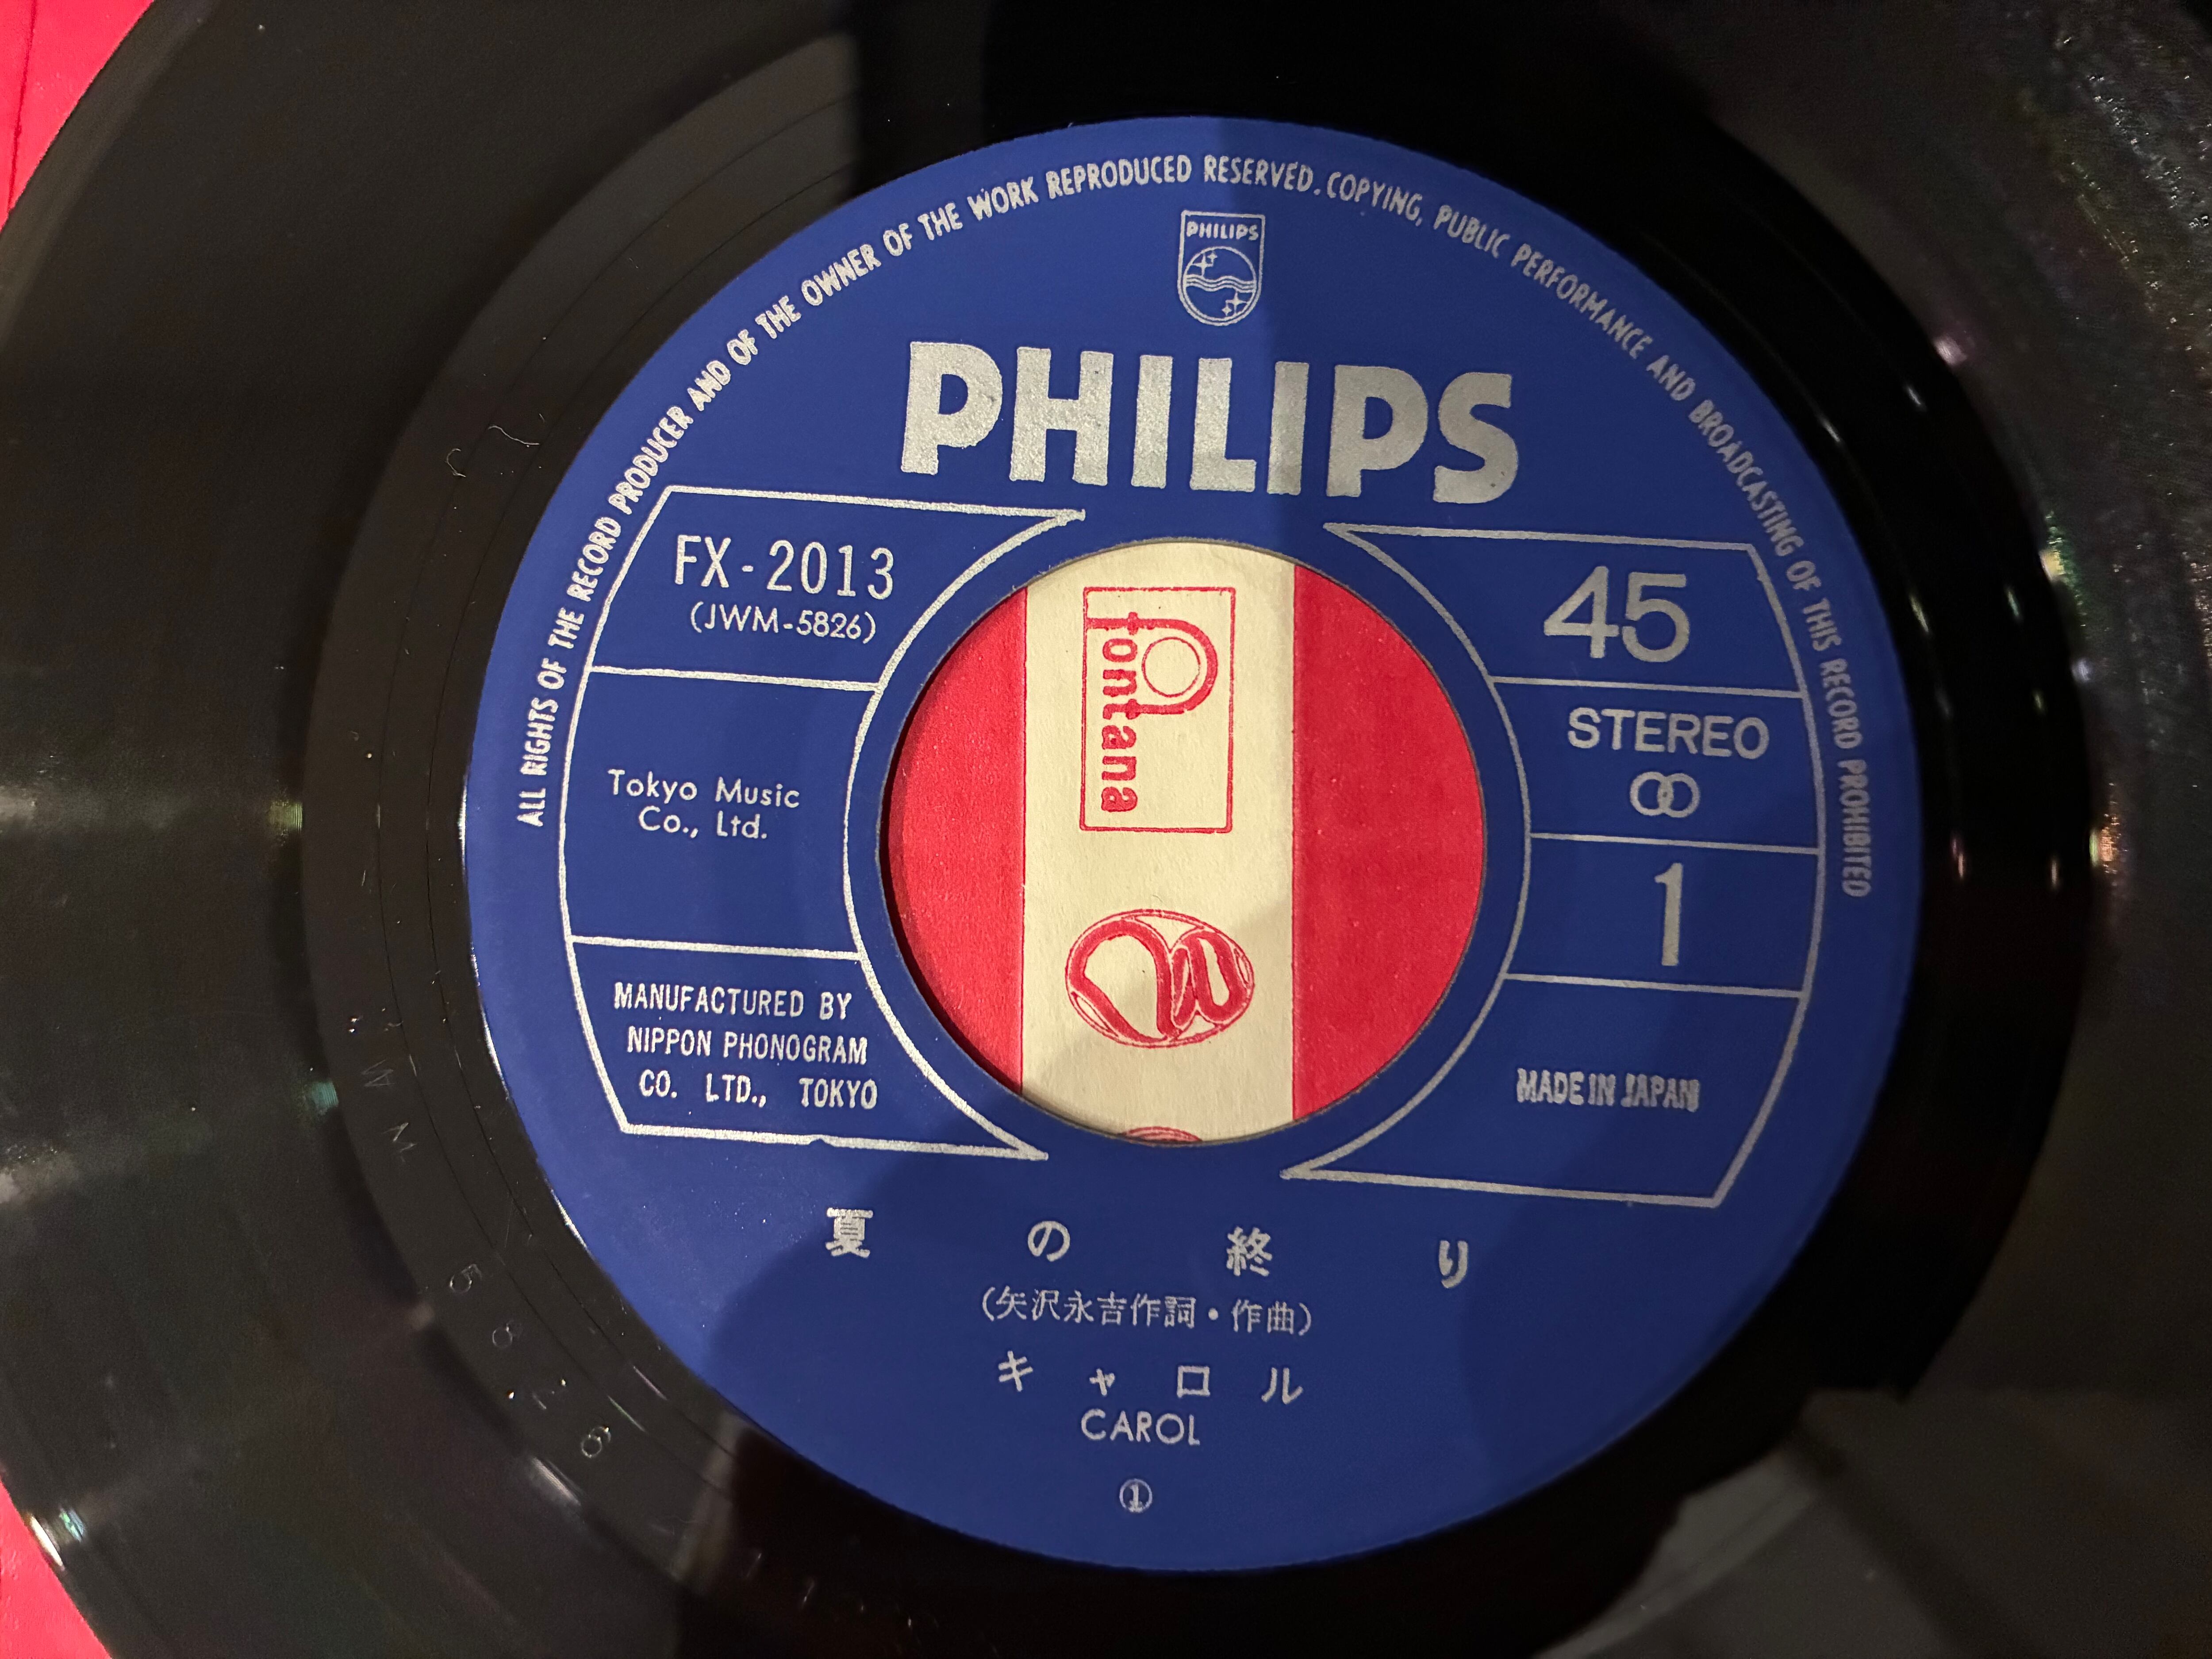 ALL RIGHTS OF THE RECORD PRODUCER AND OF THE OWNER OF THE WORK REPRODUCED RESERVED. COPYING, PUBLIC PERFORMANCE AND BROADCASTING OF THIS RECORD PROHIBITED
PHILIPS
PHILIPS
FX-2013
(JWM-5826)
45
STEREO
Tokyo Music
Co., Ltd.
1
MANUFACTURED BY
NIPPON PHONOGRAM
CO. LTD., TOKYO
MADE IN JAPAN
fontana
夏の終り
(矢沢永吉作詞・作曲)
キャロル
CAROL
①
JWM 5826